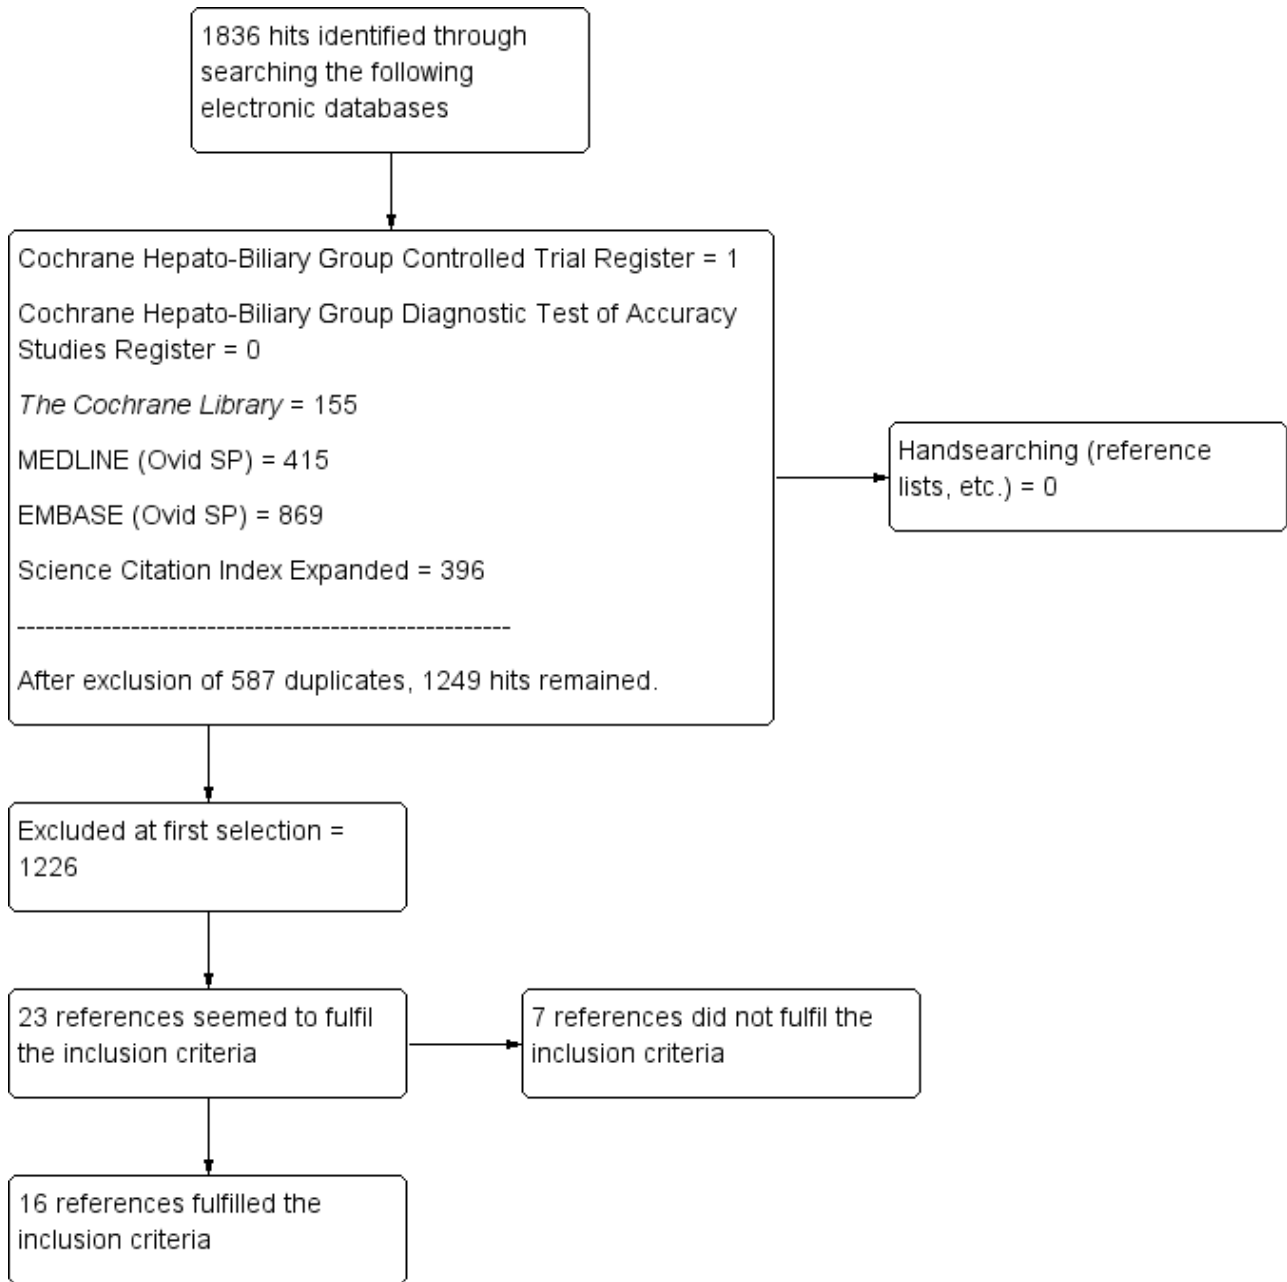 1836 hits identified through
searching the following
electronic databases
Cochrane Hepato-Biliary Group Controlled Trial Register = 1
Cochrane Hepato-Biliary Group Diagnostic Test of Accuracy
Studies Register = 0
The Cochrane Library = 155
MEDLINE (Ovid SP) = 415
EMBASE (Ovid SP) = 869
Science Citation Index Expanded = 396
----------------------------------------------------
After exclusion of 587 duplicates, 1249 hits remained.
Handsearching (reference
lists, etc.) = 0
Excluded at first selection =
1226
23 references seemed to fulfil
the inclusion criteria
7 references did not fulfil the
inclusion criteria
16 references fulfilled the
inclusion criteria